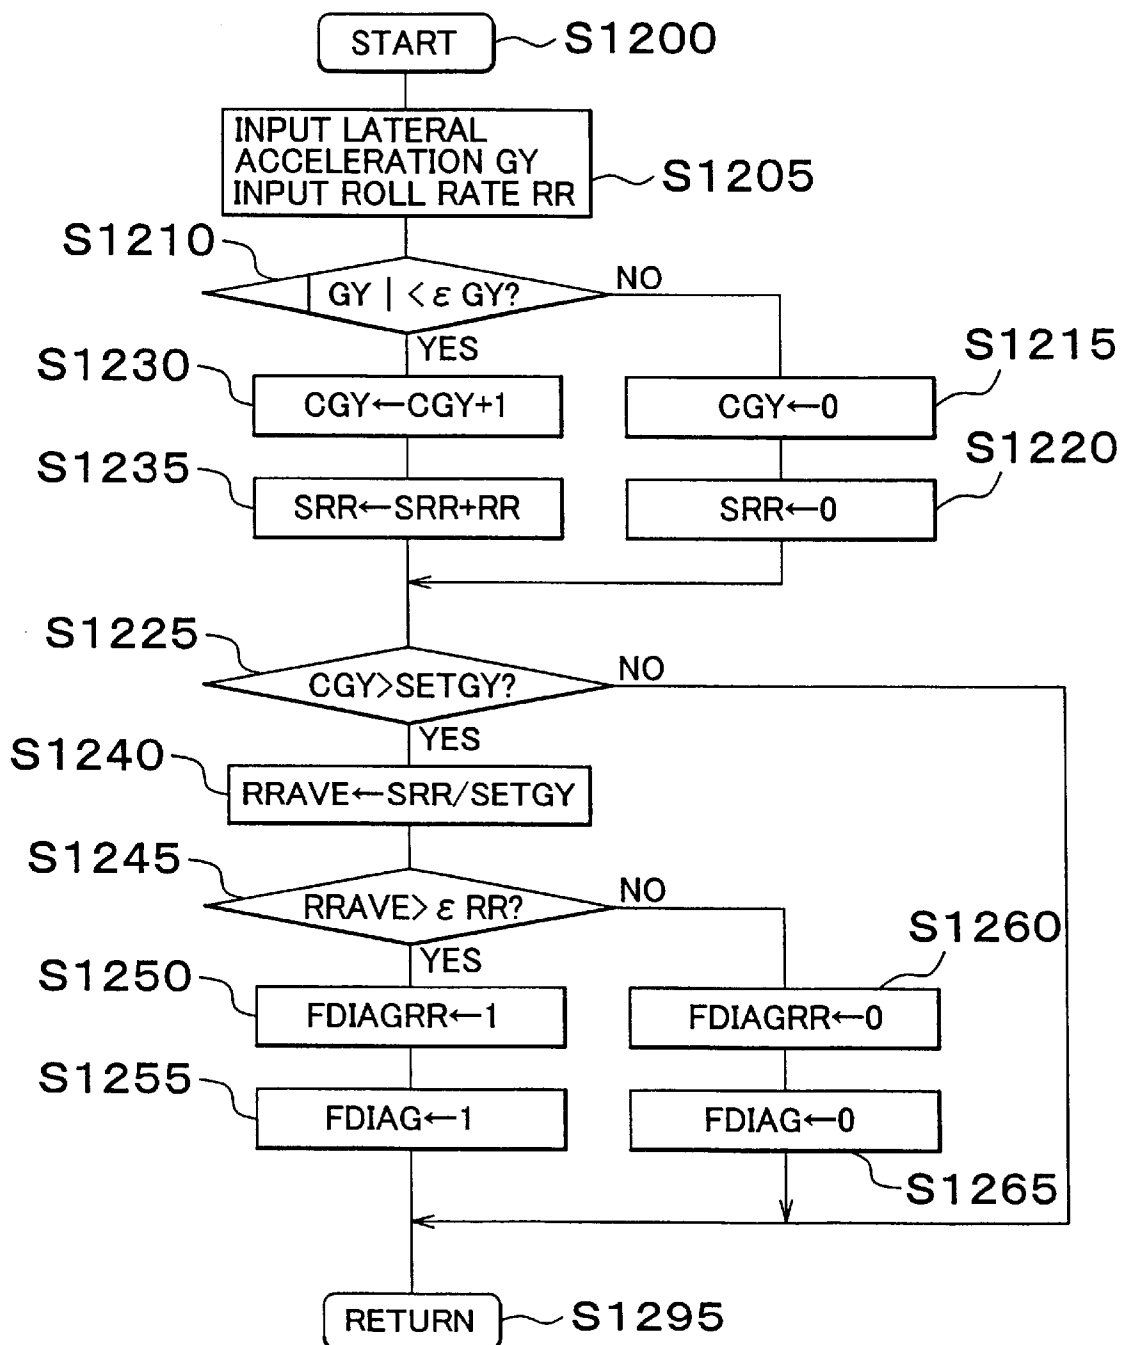 START
S1200
INPUT LATERAL
ACCELERATION GY
INPUT ROLL RATE RR
S1205
S1210
| GY | < ε GY?
NO
YES
S1230
CGY←CGY+1
S1215
CGY←0
S1235
SRR←SRR+RR
S1220
SRR←0
S1225
CGY>SETGY?
NO
YES
S1240
RRAVE←SRR/SETGY
S1245
RRAVE> ε RR?
NO
YES
S1250
FDIAGRR←1
S1260
FDIAGRR←0
S1255
FDIAG←1
FDIAG←0
S1265
RETURN
S1295